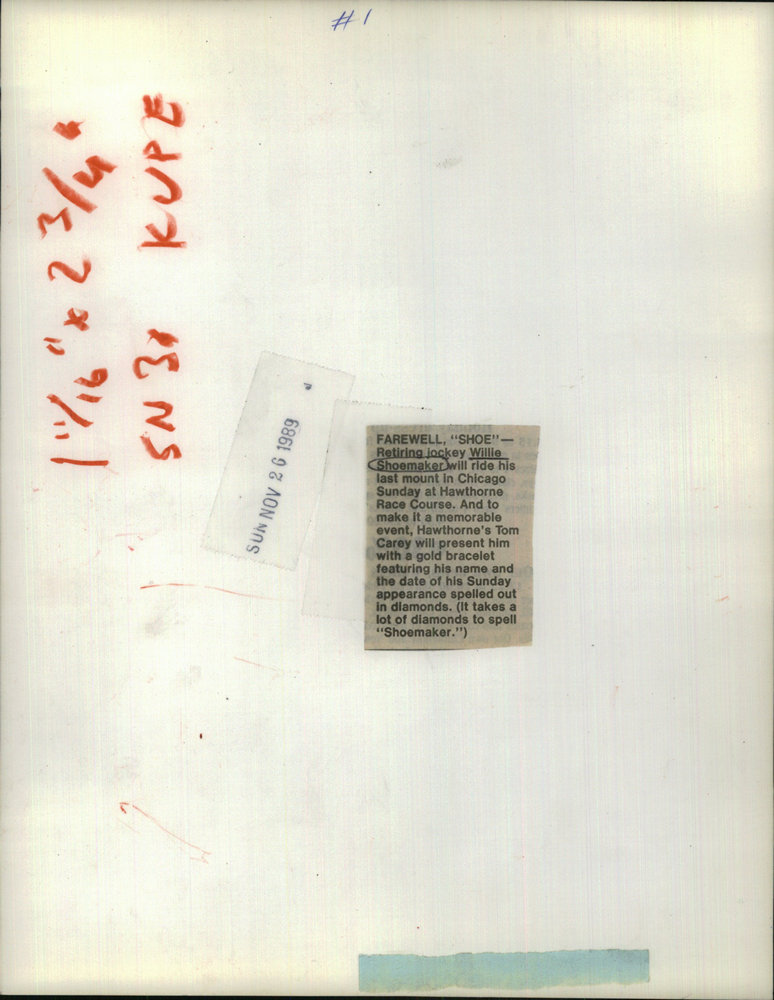 #1
1 11/16" x 2 3/4"
SN 30 KUPE
SUN NOV 26 1989
FAREWELL, "SHOE"—
Retiring jockey Willie
Shoemaker will ride his
last mount in Chicago
Sunday at Hawthorne
Race Course. And to
make it a memorable
event, Hawthorne's Tom
Carey will present him
with a gold bracelet
featuring his name and
the date of his Sunday
appearance spelled out
in diamonds. (It takes a
lot of diamonds to spell
"Shoemaker.")